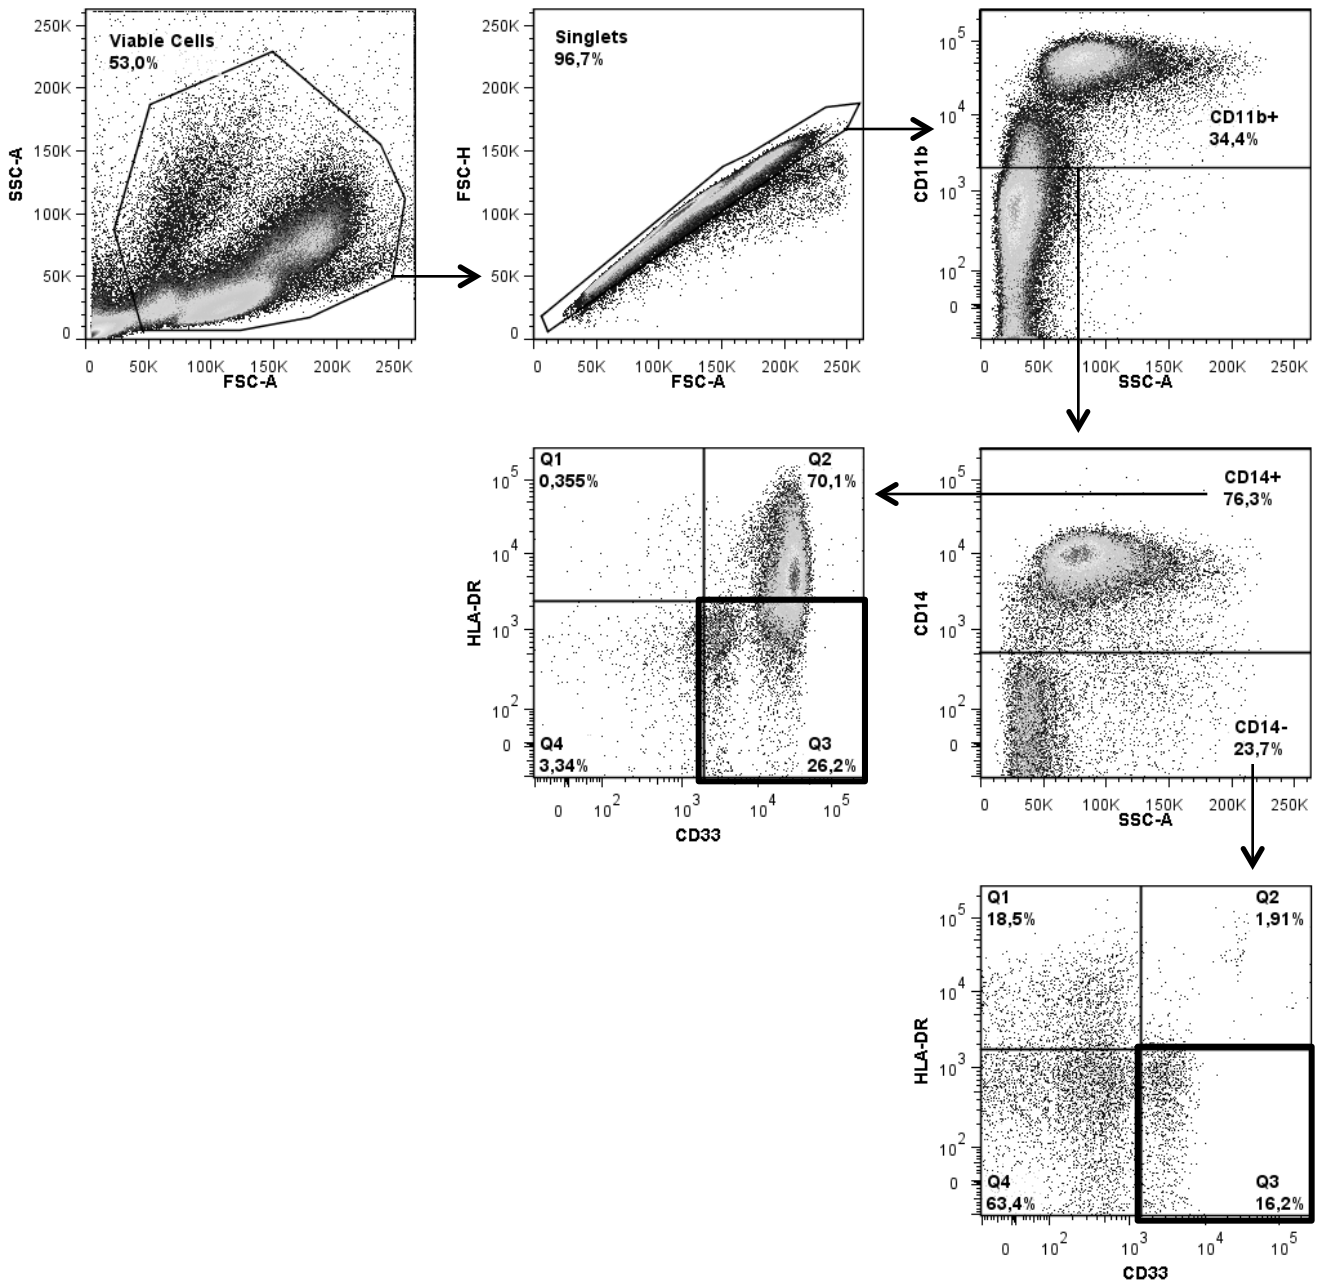 Viable Cells
53,0%
250K
200K
150K
100K
50K
0
SSC-A
0 50K 100K 150K 200K 250K
FSC-A
Singlets
96,7%
250K
200K
150K
100K
50K
0
FSC-H
0 50K 100K 150K 200K 250K
FSC-A
10^5
10^4
10^3
10^2
0
CD11b
CD11b+
34,4%
0 50K 100K 150K 200K 250K
SSC-A
Q1
0,355%
Q2
70,1%
10^5
10^4
10^3
10^2
0
HLA-DR
Q4
3,34%
Q3
26,2%
0 10^2 10^3 10^4 10^5
CD33
CD14+
76,3%
10^5
10^4
10^3
10^2
0
CD14
CD14-
23,7%
0 50K 100K 150K 200K 250K
SSC-A
Q1
18,5%
Q2
1,91%
10^5
10^4
10^3
10^2
0
HLA-DR
Q4
63,4%
Q3
16,2%
0 10^2 10^3 10^4 10^5
CD33